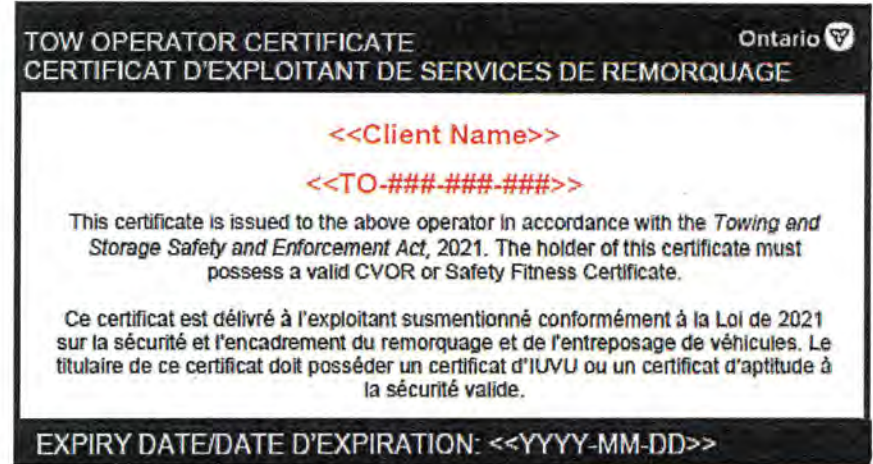 TOW OPERATOR CERTIFICATE
Ontario
CERTIFICAT D'EXPLOITANT DE SERVICES DE REMORQUAGE
<<Client Name>>
<<TO-###-###-###>>
This certificate is issued to the above operator in accordance with the Towing and
Storage Safety and Enforcement Act, 2021. The holder of this certificate must
possess a valid CVOR or Safety Fitness Certificate.
Ce certificat est délivré à l'exploitant susmentionné conformément à la Loi de 2021
sur la sécurité et l'encadrement du remorquage et de l'entreposage de véhicules. Le
titulaire de ce certificat doit posséder un certificat d'IUVU ou un certificat d'aptitude à
la sécurité valide.
EXPIRY DATE/DATE D'EXPIRATION: <<YYYY-MM-DD>>